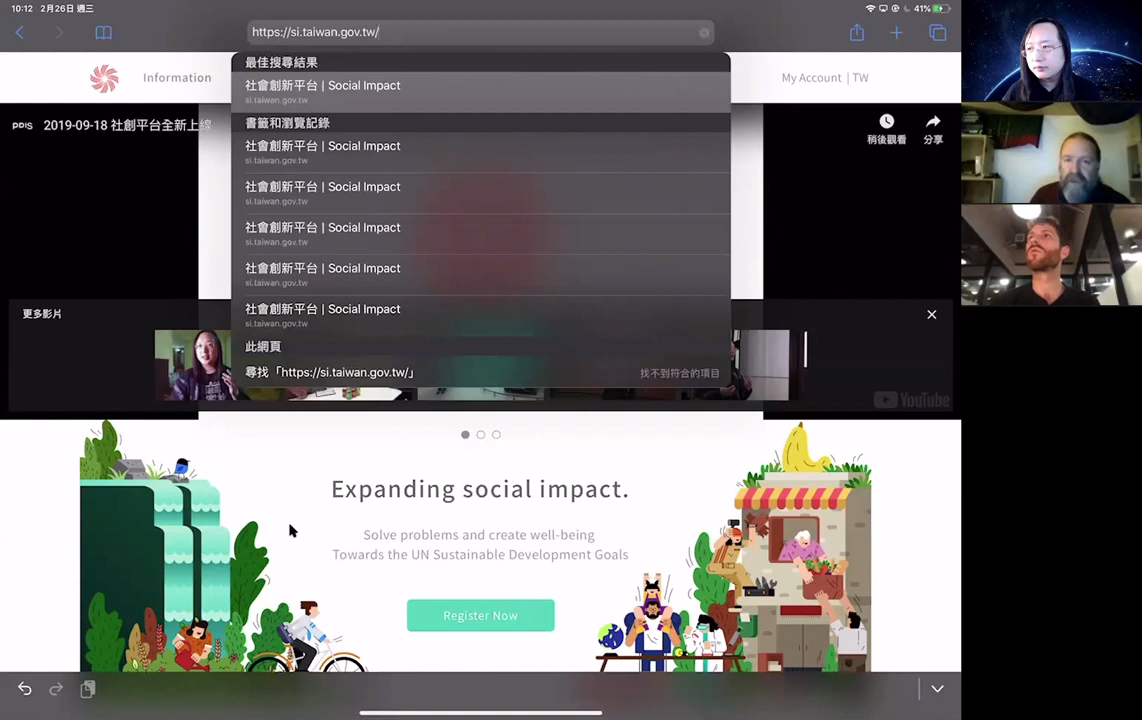 10:12 2月26日 週三
41%
https://si.taiwan.gov.tw/
最佳搜尋結果
社會創新平台 | Social Impact
si.taiwan.gov.tw
書籤和瀏覽記錄
社會創新平台 | Social Impact
si.taiwan.gov.tw
社會創新平台 | Social Impact
si.taiwan.gov.tw
社會創新平台 | Social Impact
si.taiwan.gov.tw
社會創新平台 | Social Impact
si.taiwan.gov.tw
社會創新平台 | Social Impact
si.taiwan.gov.tw
此網頁
尋找「https://si.taiwan.gov.tw/」
找不到符合的項目
Information
My Account | TW
PDIS 2019-09-18 社創平台全新上線
稍後觀看
分享
更多影片
YouTube
Expanding social impact.
Solve problems and create well-being
Towards the UN Sustainable Development Goals
Register Now